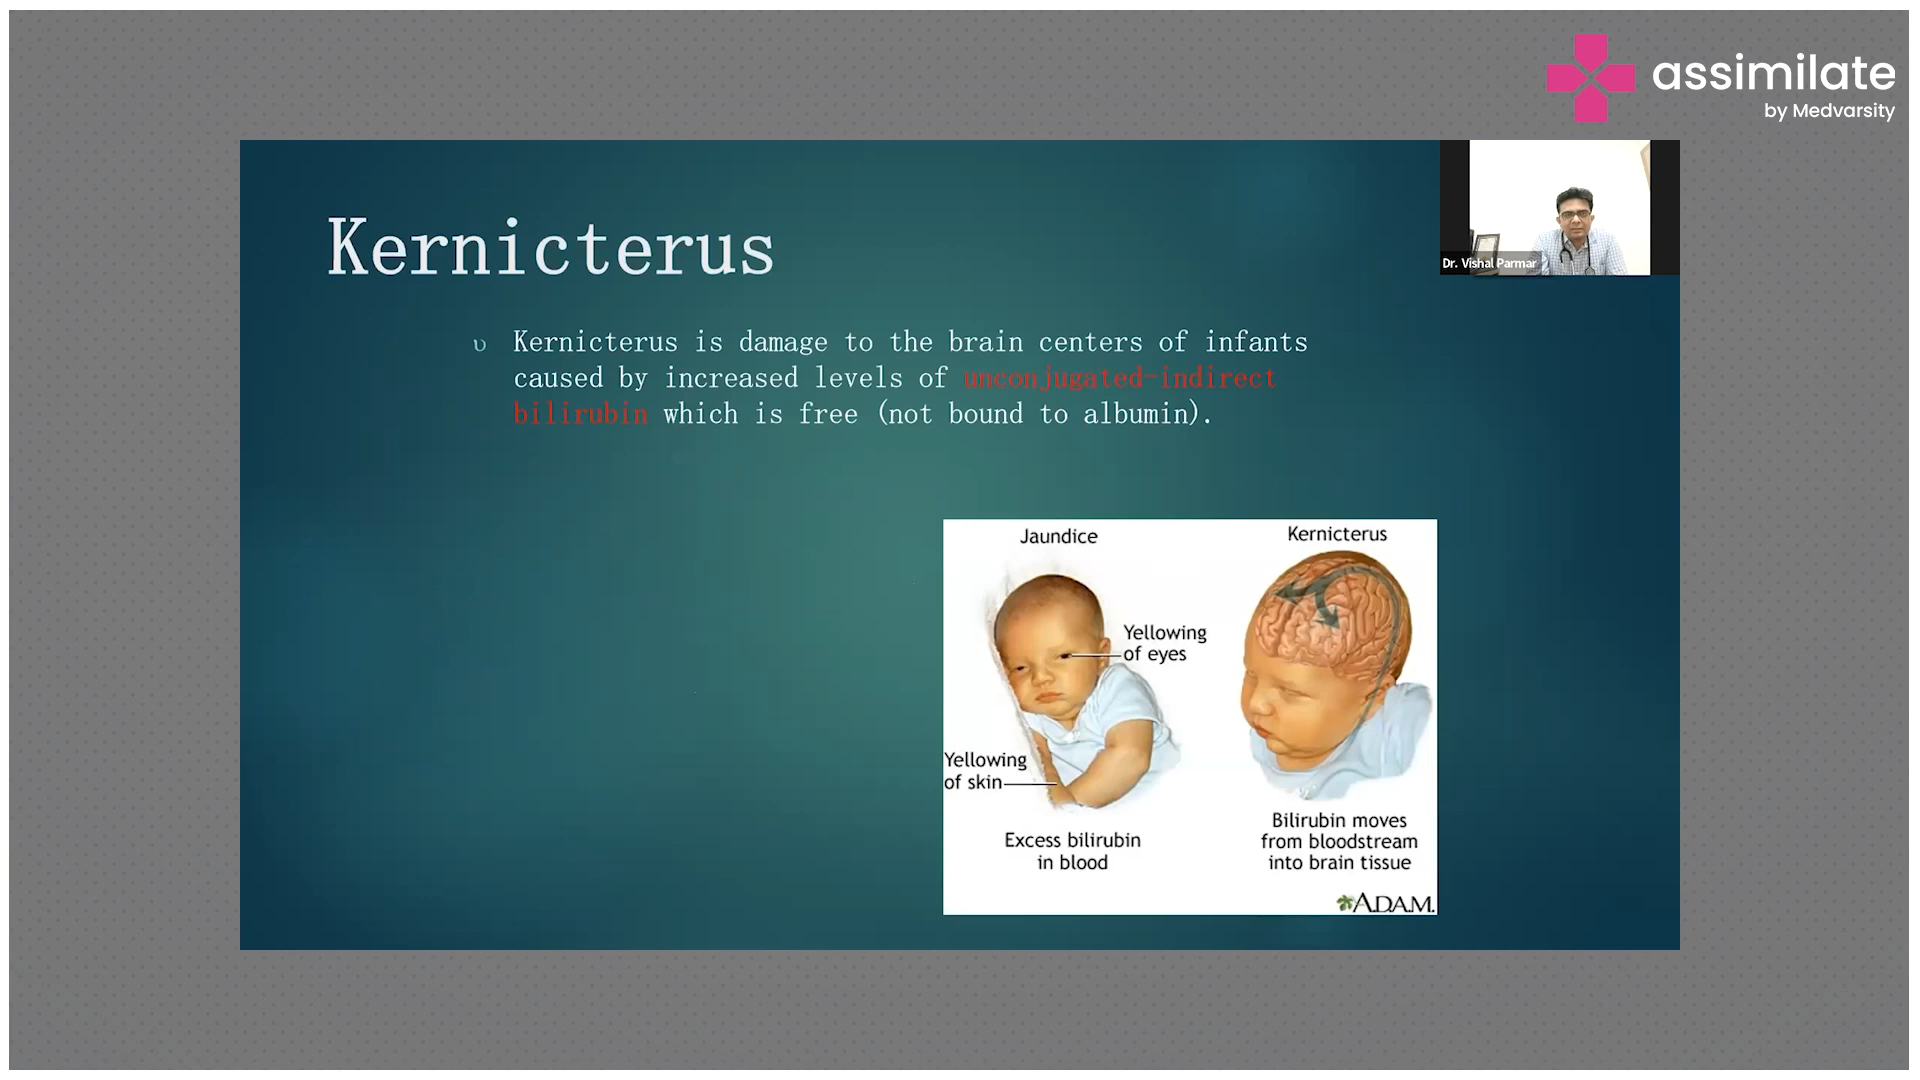 assimilate
by Medvarsity
Kernicterus
Dr. Vishal Parmar
Kernicterus is damage to the brain centers of infants
caused by increased levels of unconjugated-indirect
bilirubin which is free (not bound to albumin).
Jaundice
Yellowing
of eyes
Yellowing
of skin
Excess bilirubin
in blood
Kernicterus
Bilirubin moves
from bloodstream
into brain tissue
A.D.A.M.